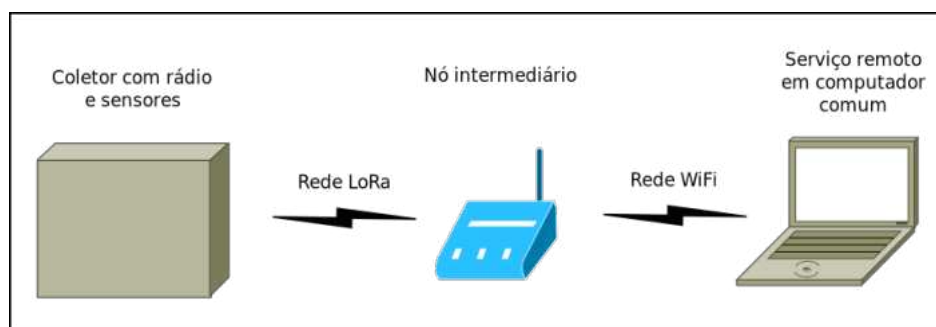 Coletor com rádio
e sensores
Nó intermediário
Serviço remoto
em computador
comum
Rede LoRa
Rede WiFi